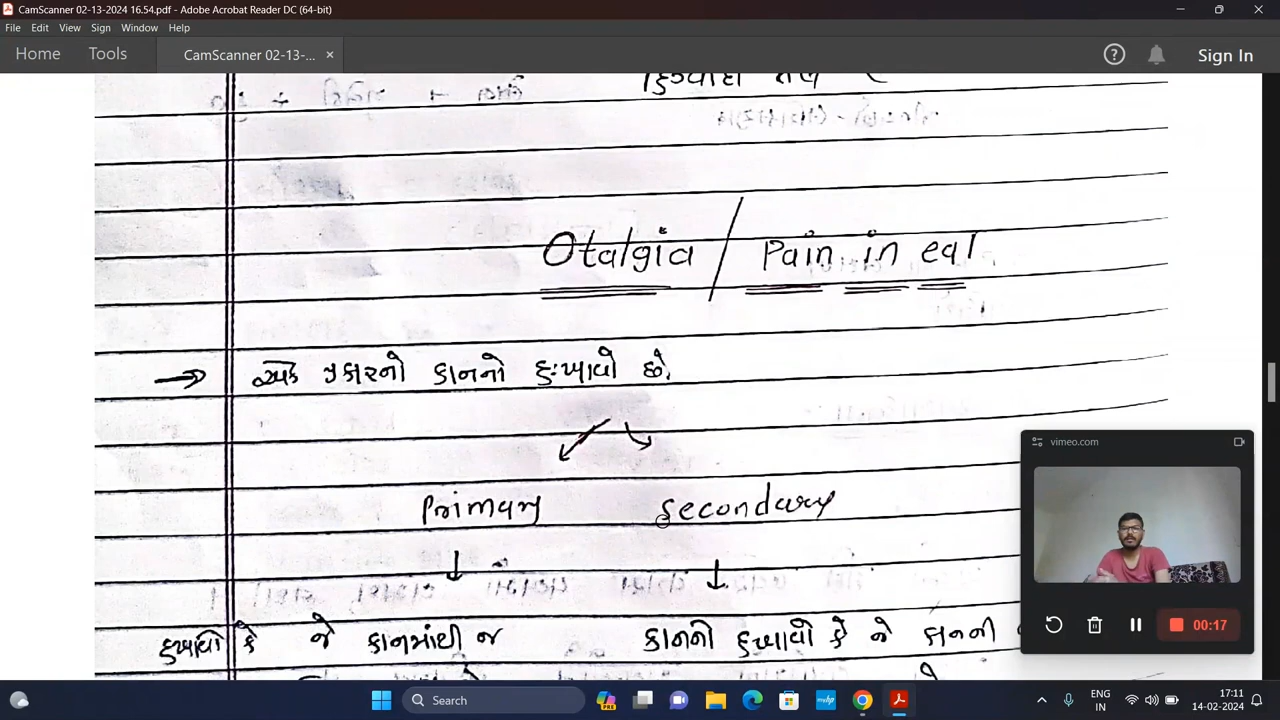 CamScanner 02-13-2024 16.54.pdf - Adobe Acrobat Reader DC (64-bit)
File Edit View Sign Window Help
Home Tools CamScanner 02-13-... × Sign In
Otalgia / Pain in ear
→ એક પ્રકારનો કાનનો દુઃખાવો છે.
Primary Secondary
દુખાવો કે જે કાનમાંથી જ કાનનો દુખાવો કે જે કાનની
vimeo.com
00:17
Search
PRE
ENG
IN
17:11
14-02-2024